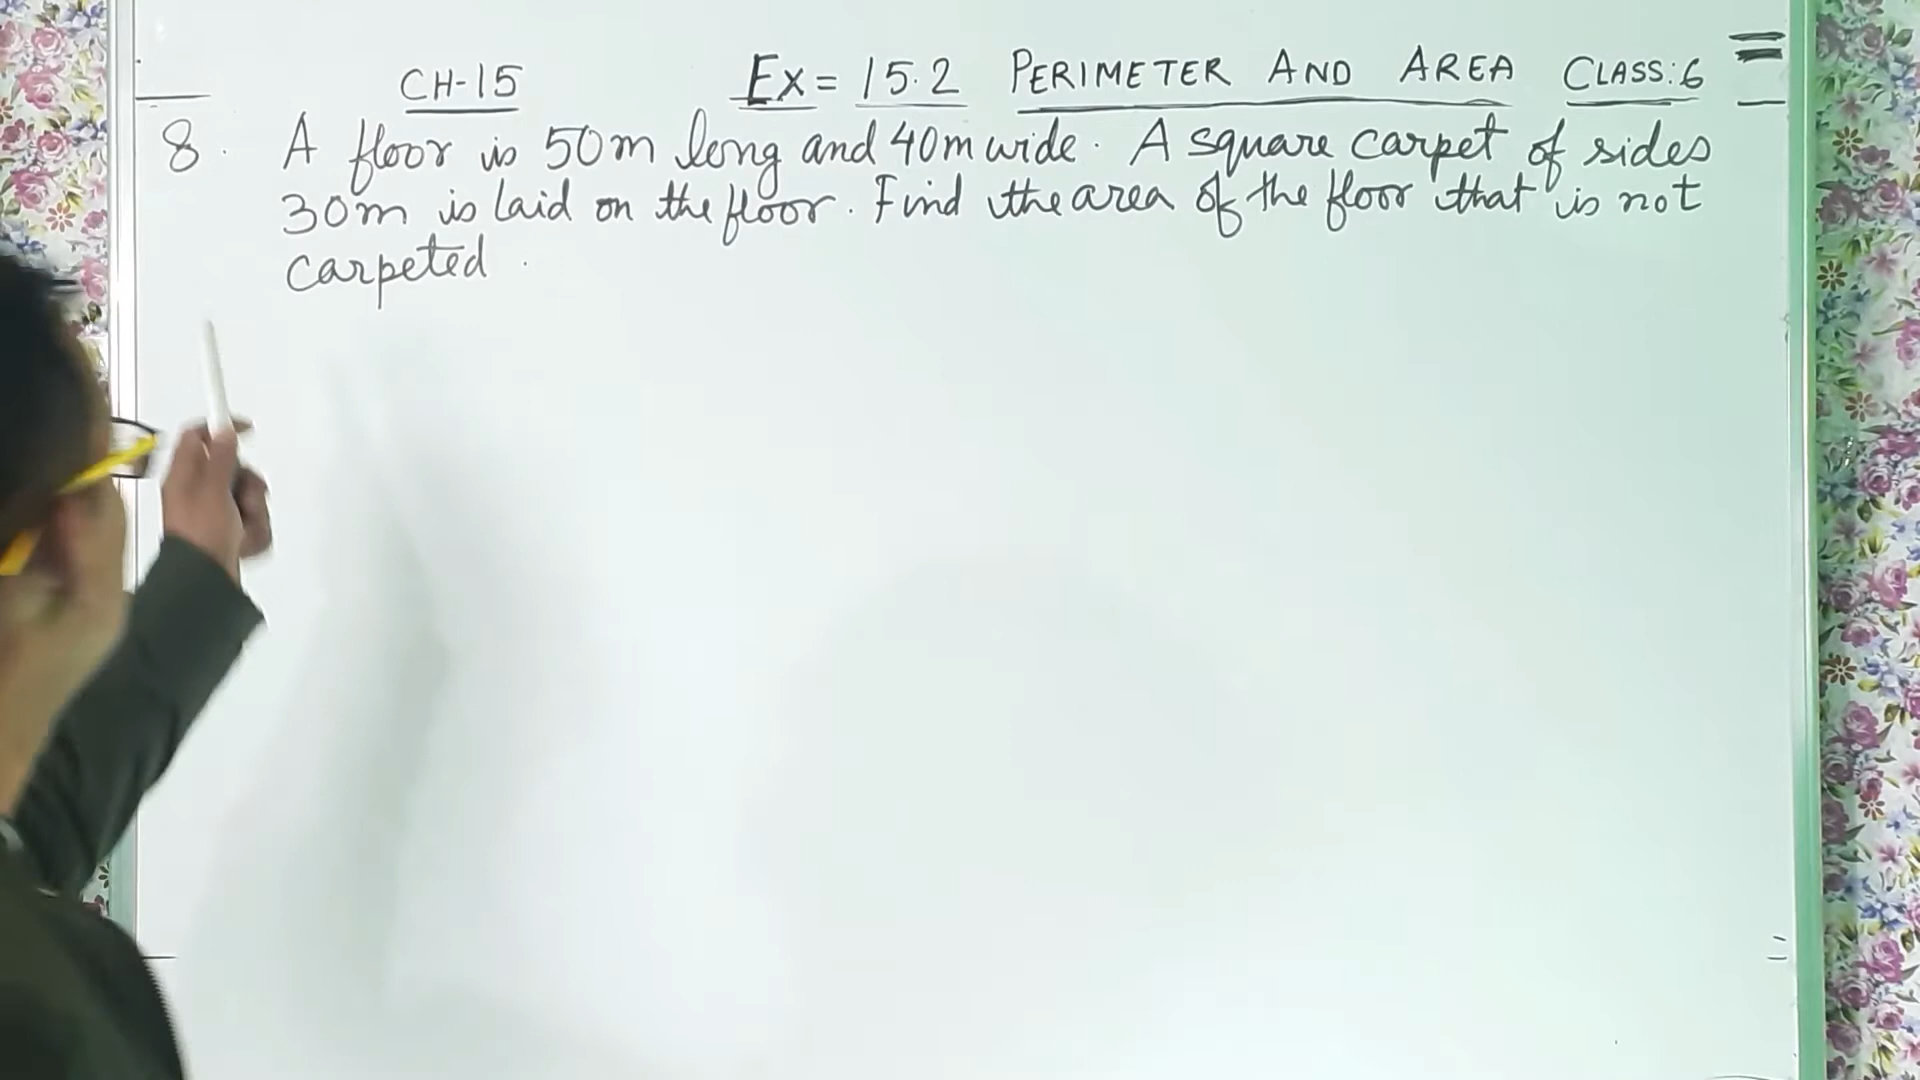 CH-15 Ex = 15.2 PERIMETER AND AREA CLASS:6
8. A floor is 50m long and 40m wide. A square carpet of sides
30m is laid on the floor. Find the area of the floor that is not
carpeted.